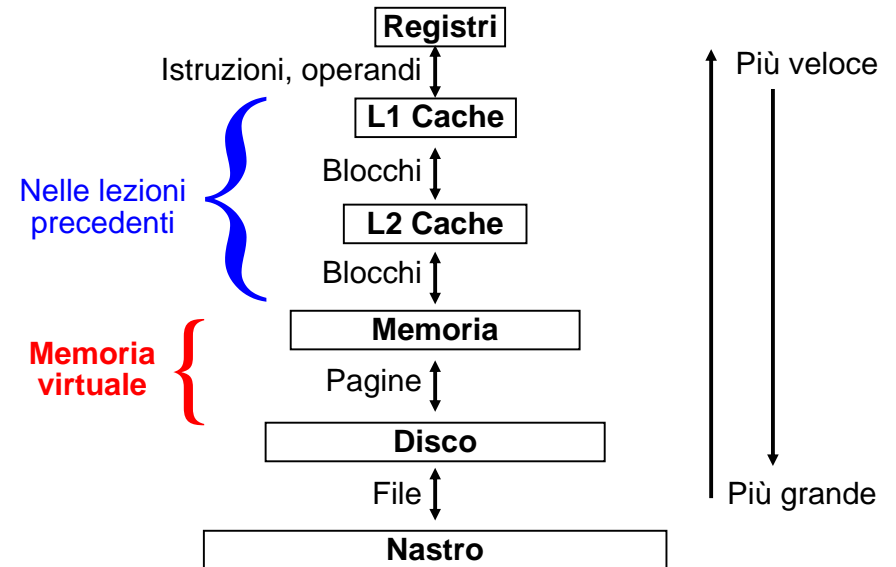 Registri
Istruzioni, operandi
Più veloce
L1 Cache
Blocchi
Nelle lezioni
precedenti
L2 Cache
Blocchi
Memoria
Memoria
virtuale
Pagine
Disco
File
Più grande
Nastro